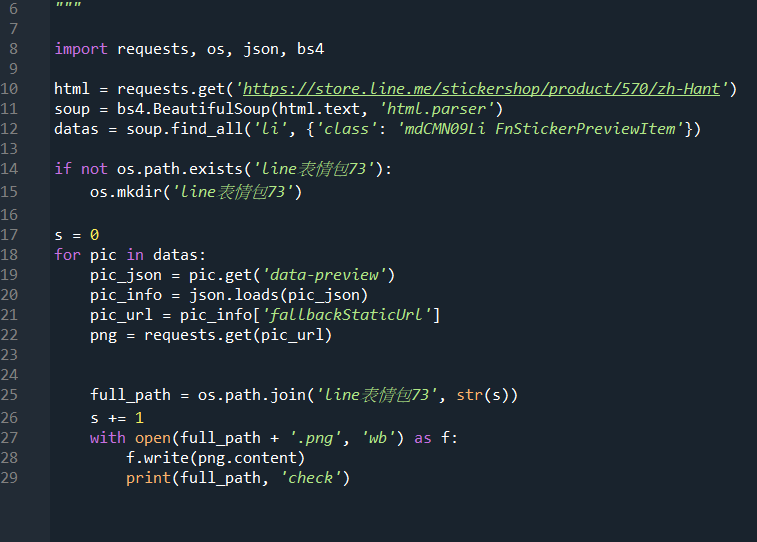 6 """
7
8 import requests, os, json, bs4
9
10 html = requests.get('https://store.line.me/stickershop/product/570/zh-Hant')
11 soup = bs4.BeautifulSoup(html.text, 'html.parser')
12 datas = soup.find_all('li', {'class': 'mdCMN09Li FnStickerPreviewItem'})
13
14 if not os.path.exists('line表情包73'):
15     os.mkdir('line表情包73')
16
17 s = 0
18 for pic in datas:
19     pic_json = pic.get('data-preview')
20     pic_info = json.loads(pic_json)
21     pic_url = pic_info['fallbackStaticUrl']
22     png = requests.get(pic_url)
23
24
25     full_path = os.path.join('line表情包73', str(s))
26     s += 1
27     with open(full_path + '.png', 'wb') as f:
28         f.write(png.content)
29         print(full_path, 'check')